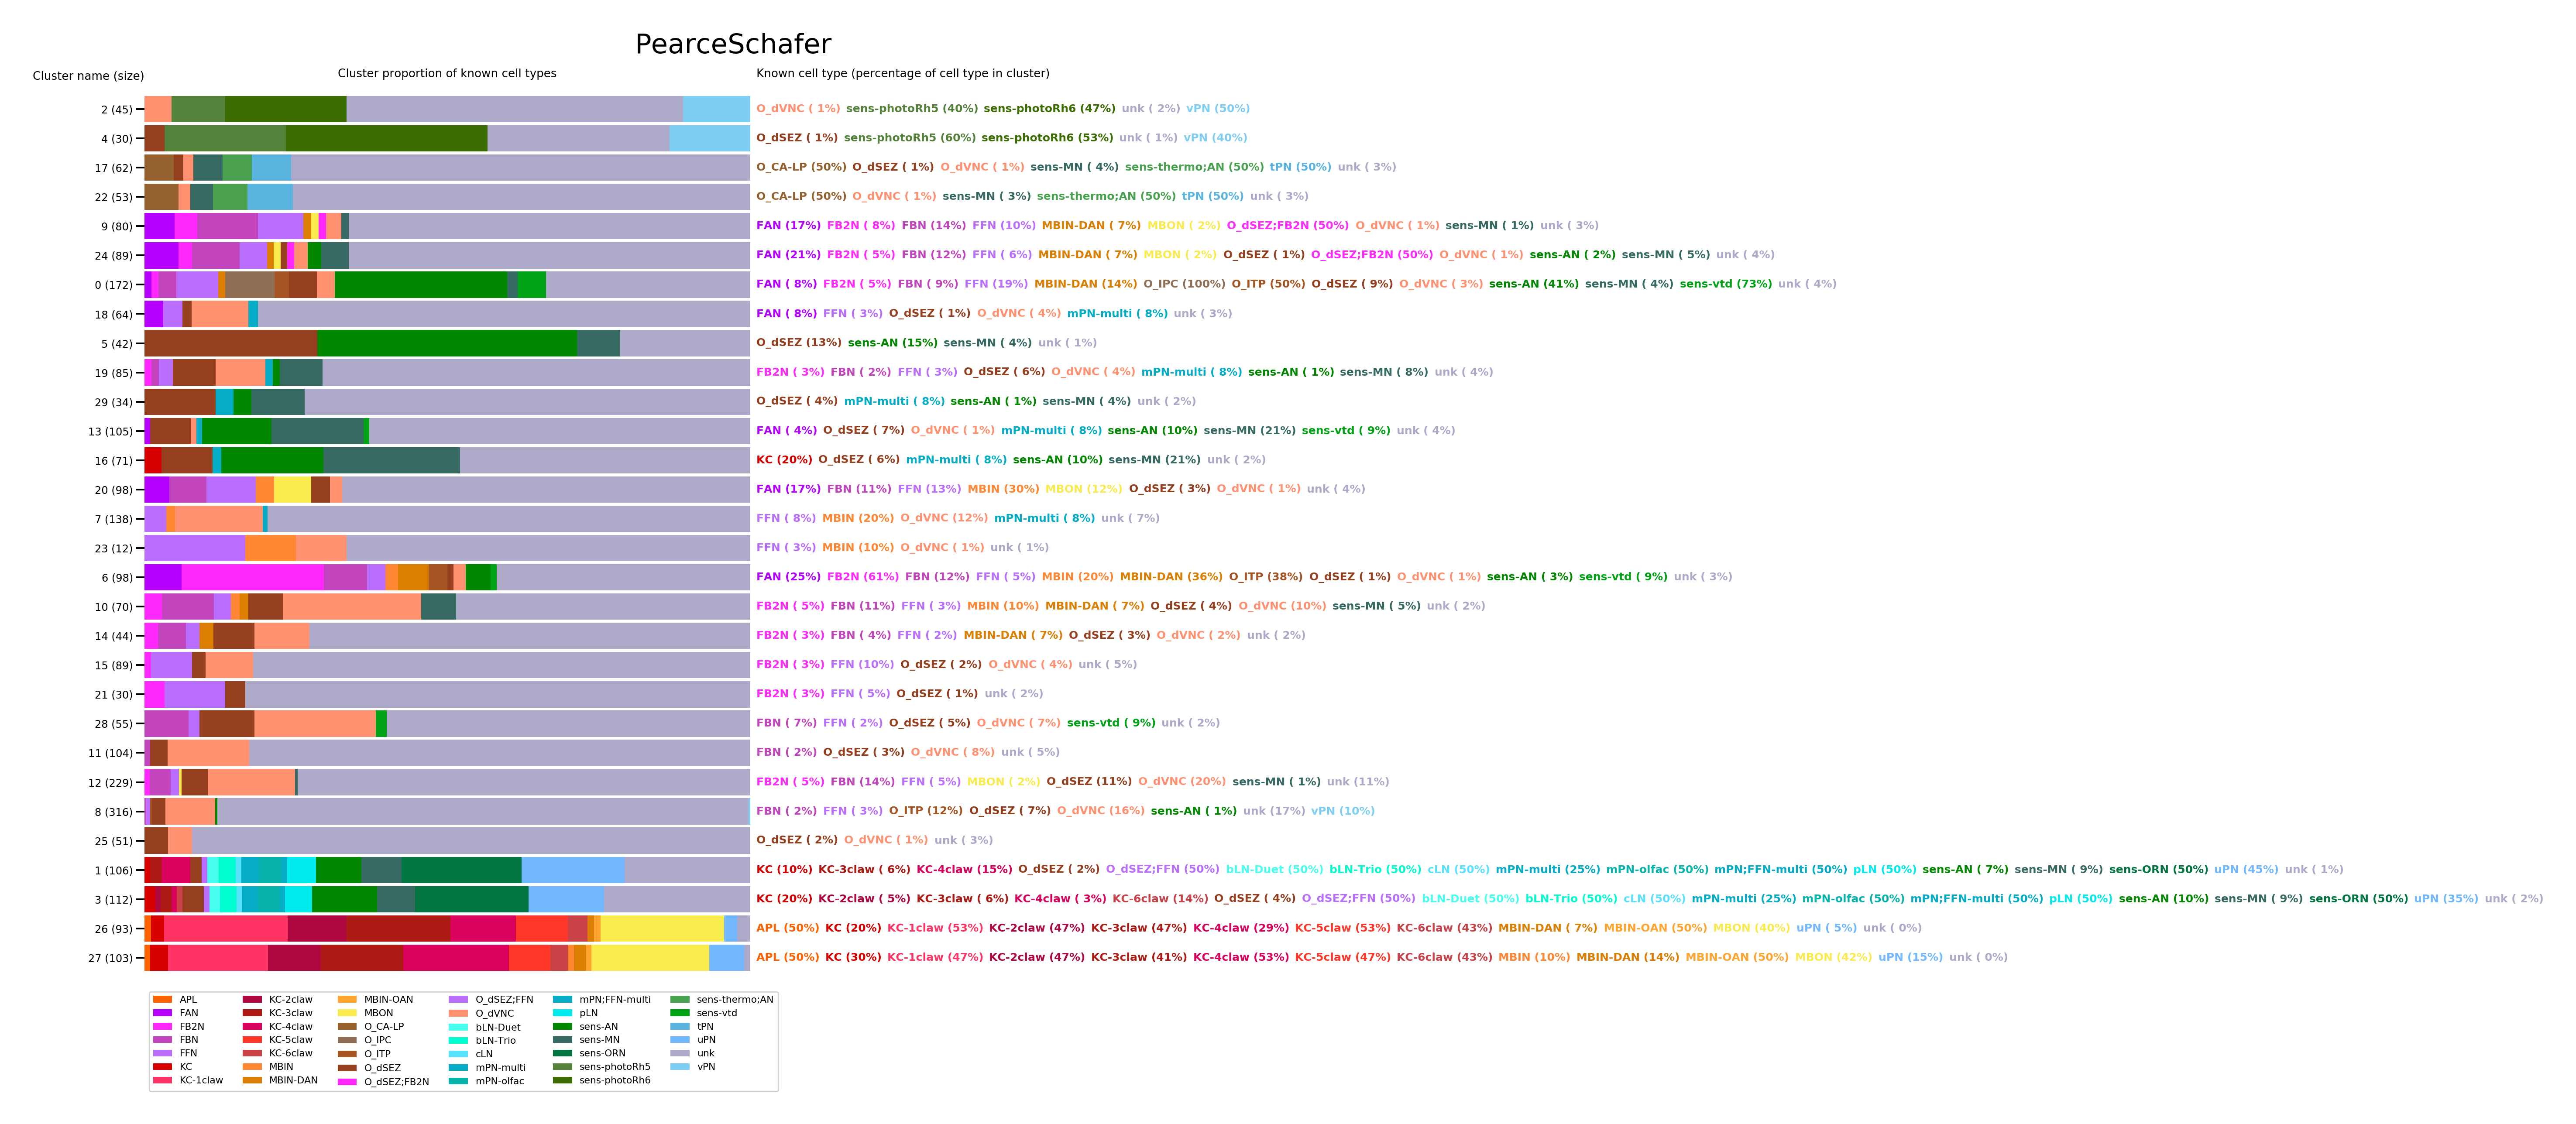 PearceSchafer
Cluster name (size) Cluster proportion of known cell types Known cell type (percentage of cell type in cluster)
2 (45) O_dVNC ( 1%) sens-photoRh5 (40%) sens-photoRh6 (47%) unk ( 2%) vPN (50%)
4 (30) O_dSEZ ( 1%) sens-photoRh5 (60%) sens-photoRh6 (53%) unk ( 1%) vPN (40%)
17 (62) O_CA-LP (50%) O_dSEZ ( 1%) O_dVNC ( 1%) sens-MN ( 4%) sens-thermo;AN (50%) tPN (50%) unk ( 3%)
22 (53) O_CA-LP (50%) O_dVNC ( 1%) sens-MN ( 3%) sens-thermo;AN (50%) tPN (50%) unk ( 3%)
9 (80) FAN (17%) FB2N ( 8%) FBN (14%) FFN (10%) MBIN-DAN ( 7%) MBON ( 2%) O_dSEZ;FB2N (50%) O_dVNC ( 1%) sens-MN ( 1%) unk ( 3%)
24 (89) FAN (21%) FB2N ( 5%) FBN (12%) FFN ( 6%) MBIN-DAN ( 7%) MBON ( 2%) O_dSEZ ( 1%) O_dSEZ;FB2N (50%) O_dVNC ( 1%) sens-AN ( 2%) sens-MN ( 5%) unk ( 4%)
0 (172) FAN ( 8%) FB2N ( 5%) FBN ( 9%) FFN (19%) MBIN-DAN (14%) O_IPC (100%) O_ITP (50%) O_dSEZ ( 9%) O_dVNC ( 3%) sens-AN (41%) sens-MN ( 4%) sens-vtd (73%) unk ( 4%)
18 (64) FAN ( 8%) FFN ( 3%) O_dSEZ ( 1%) O_dVNC ( 4%) mPN-multi ( 8%) unk ( 3%)
5 (42) O_dSEZ (13%) sens-AN (15%) sens-MN ( 4%) unk ( 1%)
19 (85) FB2N ( 3%) FBN ( 2%) FFN ( 3%) O_dSEZ ( 6%) O_dVNC ( 4%) mPN-multi ( 8%) sens-AN ( 1%) sens-MN ( 8%) unk ( 4%)
29 (34) O_dSEZ ( 4%) mPN-multi ( 8%) sens-AN ( 1%) sens-MN ( 4%) unk ( 2%)
13 (105) FAN ( 4%) O_dSEZ ( 7%) O_dVNC ( 1%) mPN-multi ( 8%) sens-AN (10%) sens-MN (21%) sens-vtd ( 9%) unk ( 4%)
16 (71) KC (20%) O_dSEZ ( 6%) mPN-multi ( 8%) sens-AN (10%) sens-MN (21%) unk ( 2%)
20 (98) FAN (17%) FBN (11%) FFN (13%) MBIN (30%) MBON (12%) O_dSEZ ( 3%) O_dVNC ( 1%) unk ( 4%)
7 (138) FFN ( 8%) MBIN (20%) O_dVNC (12%) mPN-multi ( 8%) unk ( 7%)
23 (12) FFN ( 3%) MBIN (10%) O_dVNC ( 1%) unk ( 1%)
6 (98) FAN (25%) FB2N (61%) FBN (12%) FFN ( 5%) MBIN (20%) MBIN-DAN (36%) O_ITP (38%) O_dSEZ ( 1%) O_dVNC ( 1%) sens-AN ( 3%) sens-vtd ( 9%) unk ( 3%)
10 (70) FB2N ( 5%) FBN (11%) FFN ( 3%) MBIN (10%) MBIN-DAN ( 7%) O_dSEZ ( 4%) O_dVNC (10%) sens-MN ( 5%) unk ( 2%)
14 (44) FB2N ( 3%) FBN ( 4%) FFN ( 2%) MBIN-DAN ( 7%) O_dSEZ ( 3%) O_dVNC ( 2%) unk ( 2%)
15 (89) FB2N ( 3%) FFN (10%) O_dSEZ ( 2%) O_dVNC ( 4%) unk ( 5%)
21 (30) FB2N ( 3%) FFN ( 5%) O_dSEZ ( 1%) unk ( 2%)
28 (55) FBN ( 7%) FFN ( 2%) O_dSEZ ( 5%) O_dVNC ( 7%) sens-vtd ( 9%) unk ( 2%)
11 (104) FBN ( 2%) O_dSEZ ( 3%) O_dVNC ( 8%) unk ( 5%)
12 (229) FB2N ( 5%) FBN (14%) FFN ( 5%) MBON ( 2%) O_dSEZ (11%) O_dVNC (20%) sens-MN ( 1%) unk (11%)
8 (316) FBN ( 2%) FFN ( 3%) O_ITP (12%) O_dSEZ ( 7%) O_dVNC (16%) sens-AN ( 1%) unk (17%) vPN (10%)
25 (51) O_dSEZ ( 2%) O_dVNC ( 1%) unk ( 3%)
1 (106) KC (10%) KC-3claw ( 6%) KC-4claw (15%) O_dSEZ ( 2%) O_dSEZ;FFN (50%) bLN-Duet (50%) bLN-Trio (50%) cLN (50%) mPN-multi (25%) mPN-olfac (50%) mPN;FFN-multi (50%) pLN (50%) sens-AN ( 7%) sens-MN ( 9%) sens-ORN (50%) uPN (45%) unk ( 1%)
3 (112) KC (20%) KC-2claw ( 5%) KC-3claw ( 6%) KC-4claw ( 3%) KC-6claw (14%) O_dSEZ ( 4%) O_dSEZ;FFN (50%) bLN-Duet (50%) bLN-Trio (50%) cLN (50%) mPN-multi (25%) mPN-olfac (50%) mPN;FFN-multi (50%) pLN (50%) sens-AN (10%) sens-MN ( 9%) sens-ORN (50%) uPN (35%) unk ( 2%)
26 (93) APL (50%) KC (20%) KC-1claw (53%) KC-2claw (47%) KC-3claw (47%) KC-4claw (29%) KC-5claw (53%) KC-6claw (43%) MBIN-DAN ( 7%) MBIN-OAN (50%) MBON (40%) uPN ( 5%) unk ( 0%)
27 (103) APL (50%) KC (30%) KC-1claw (47%) KC-2claw (47%) KC-3claw (41%) KC-4claw (53%) KC-5claw (47%) KC-6claw (43%) MBIN (10%) MBIN-DAN (14%) MBIN-OAN (50%) MBON (42%) uPN (15%) unk ( 0%)
APL KC-2claw MBIN-OAN O_dSEZ;FFN mPN;FFN-multi sens-thermo;AN
FAN KC-3claw MBON O_dVNC pLN sens-vtd
FB2N KC-4claw O_CA-LP bLN-Duet sens-AN tPN
FBN KC-5claw O_IPC bLN-Trio sens-MN uPN
FFN KC-6claw O_ITP cLN sens-ORN unk
KC MBIN O_dSEZ mPN-multi sens-photoRh5 vPN
KC-1claw MBIN-DAN O_dSEZ;FB2N mPN-olfac sens-photoRh6